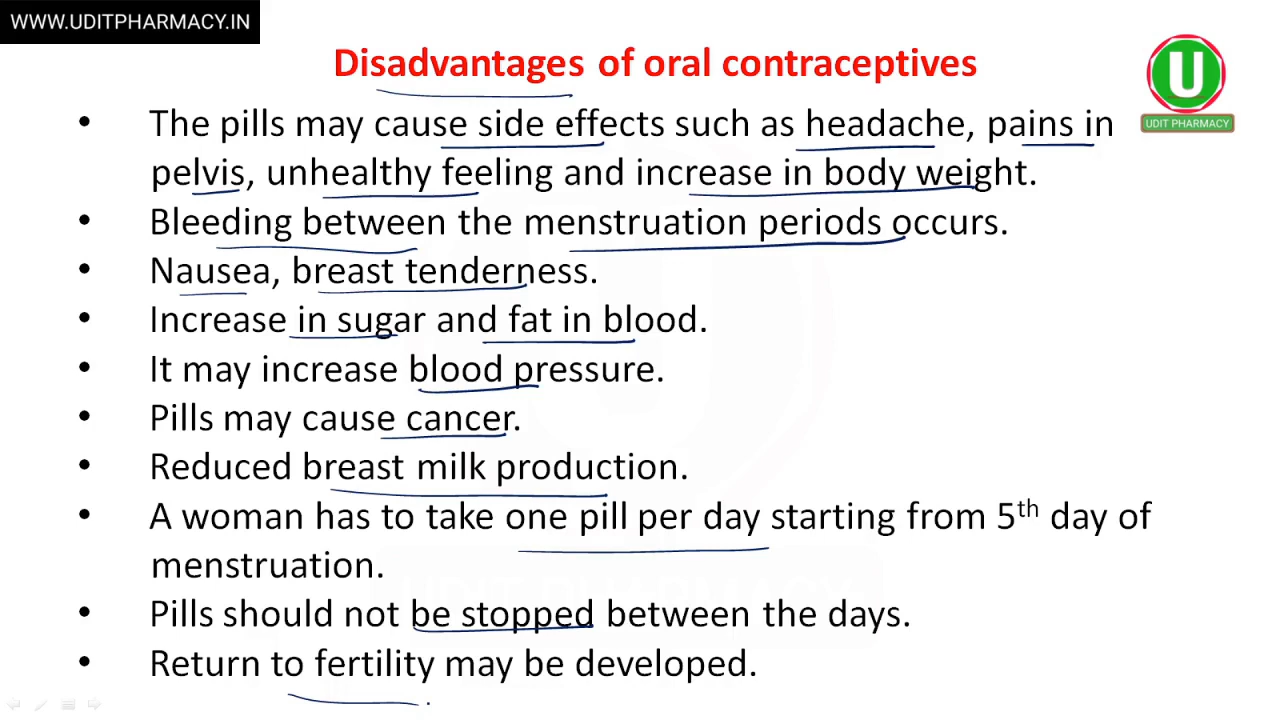 WWW.UDITPHARMACY.IN
Disadvantages of oral contraceptives
U
UDIT PHARMACY
• The pills may cause side effects such as headache, pains in
pelvis, unhealthy feeling and increase in body weight.
• Bleeding between the menstruation periods occurs.
• Nausea, breast tenderness.
• Increase in sugar and fat in blood.
• It may increase blood pressure.
• Pills may cause cancer.
• Reduced breast milk production.
• A woman has to take one pill per day starting from 5th day of
menstruation.
UDIT PHARMACY
• Pills should not be stopped between the days.
• Return to fertility may be developed.